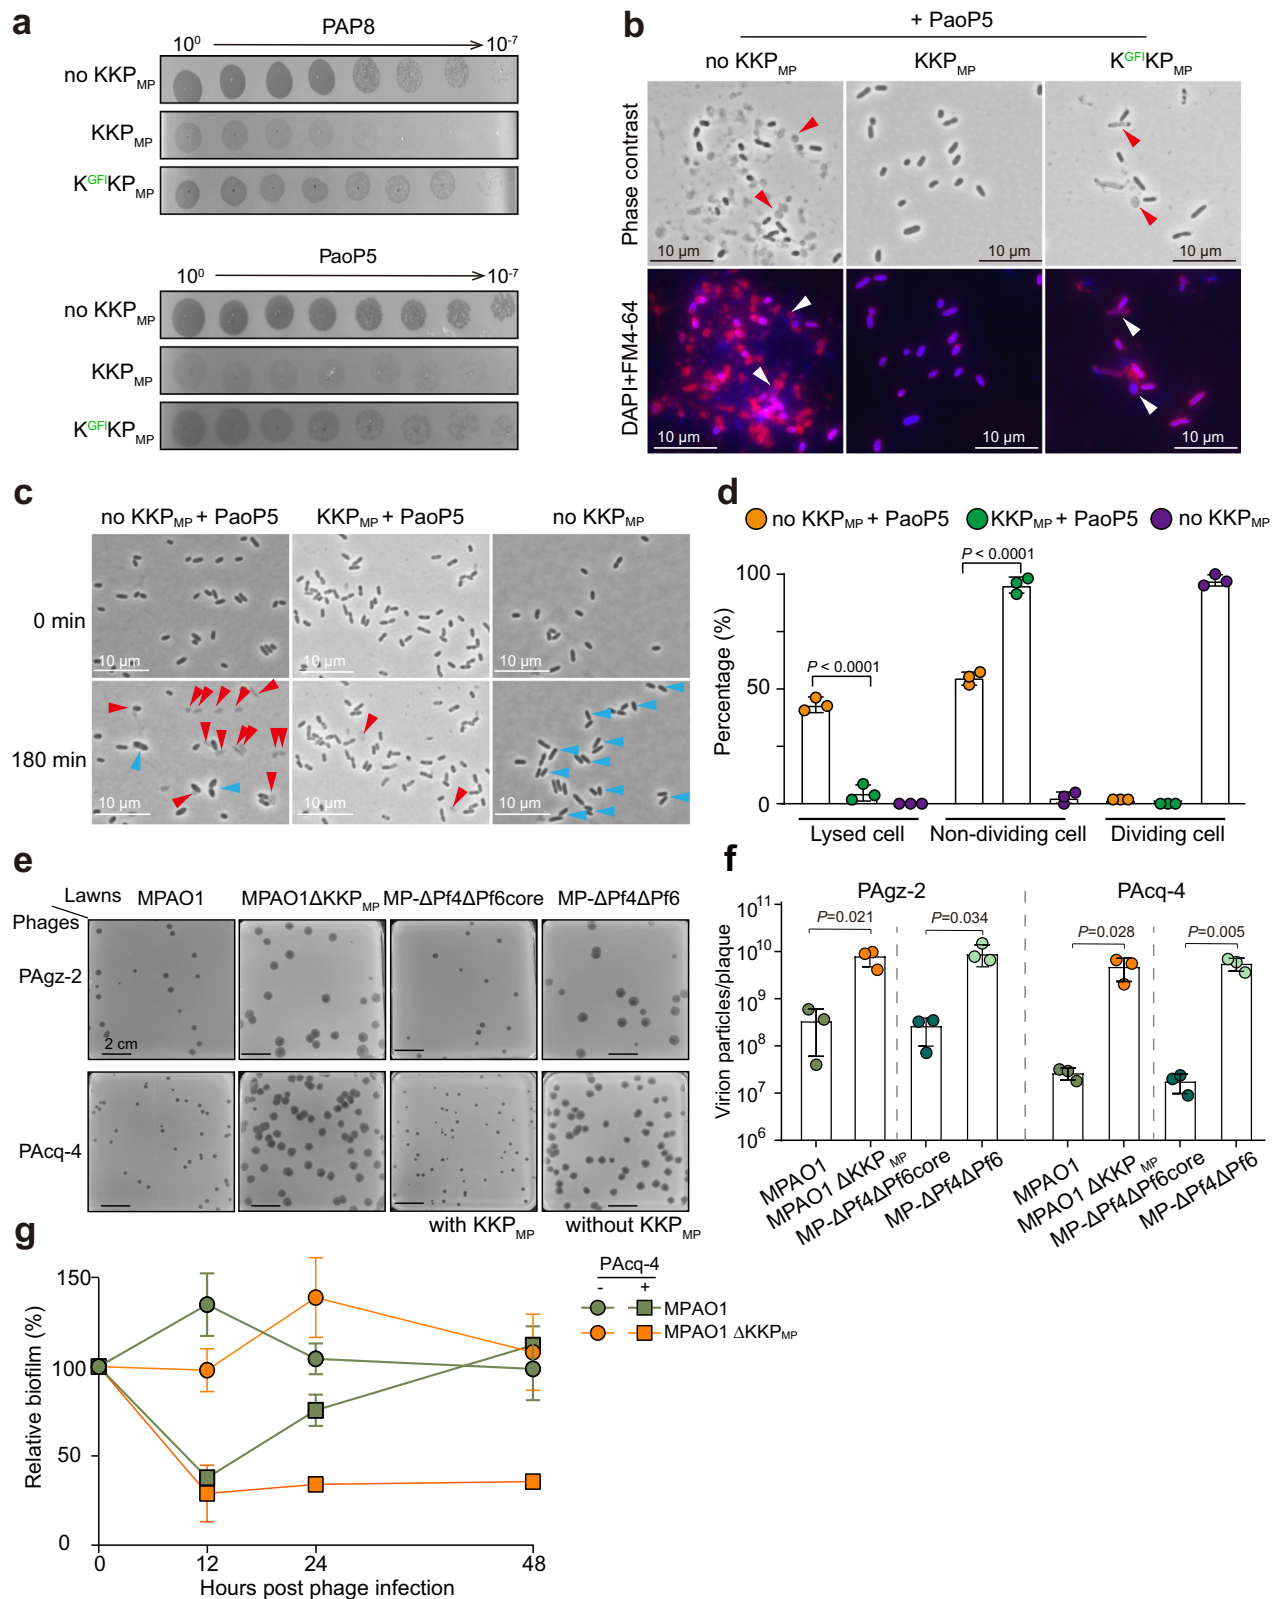 a
PAP8
10⁰ 10⁻⁷
no KKP_MP
KKP_MP
K^GFI KP_MP
PaoP5
10⁰ 10⁻⁷
no KKP_MP
KKP_MP
K^GFI KP_MP
b
+ PaoP5
no KKP_MP KKP_MP K^GFI KP_MP
Phase contrast
10 µm 10 µm 10 µm
DAPI+FM4-64
10 µm 10 µm 10 µm
c
no KKP_MP + PaoP5 KKP_MP + PaoP5 no KKP_MP
0 min
10 µm 10 µm 10 µm
180 min
10 µm 10 µm 10 µm
d
no KKP_MP + PaoP5 KKP_MP + PaoP5 no KKP_MP
Percentage (%)
100
50
0
P < 0.0001
P < 0.0001
Lysed cell Non-dividing cell Dividing cell
e
Lawns MPAO1 MPAO1ΔKKP_MP MP-ΔPf4ΔPf6core MP-ΔPf4ΔPf6
Phages
PAgz-2
2 cm
PAcq-4
with KKP_MP without KKP_MP
f
PAgz-2 PAcq-4
Virion particles/plaque
10¹¹
10¹⁰
10⁹
10⁸
10⁷
10⁶
P=0.021 P=0.034 P=0.028 P=0.005
MPAO1 MPAO1 ΔKKP_MP MP-ΔPf4ΔPf6core MP-ΔPf4ΔPf6 MPAO1 MPAO1 ΔKKP_MP MP-ΔPf4ΔPf6core MP-ΔPf4ΔPf6
g
Relative biofilm (%)
150
100
50
0
0 12 24 48
Hours post phage infection
PAcq-4
- +
MPAO1
MPAO1 ΔKKP_MP